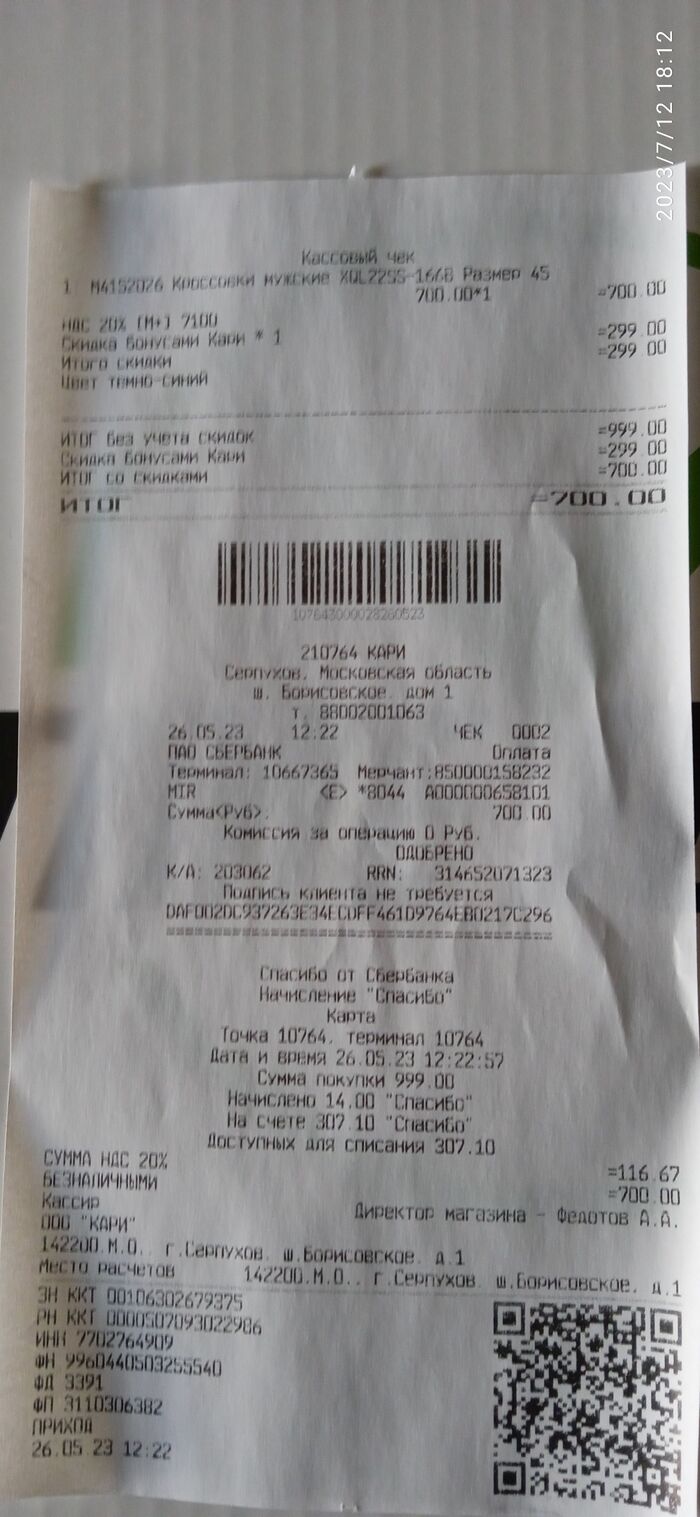 2023/7/12 18:12
Кассовый чек
1 М4152026 Кроссовки мужские XQL22SS-166B Размер 45
700.00*1 =700.00
НДС 20% [М+] 7100
Скидка бонусами Кари * 1 =299.00
Итого скидки =299.00
Цвет темно-синий
ИТОГ без учета скидок =999.00
Скидка бонусами Кари =299.00
ИТОГ со скидками =700.00
ИТОГ =700.00
107643000028260523
210764 КАРИ
Серпухов, Московская область
ш. Борисовское, дом 1
т. 88002001063
26.05.23 12:22 ЧЕК 0002
ПАО СБЕРБАНК Оплата
Терминал: 10667365 Мерчант:850000158232
MIR <E> *8044 A000000658101
Сумма<Руб>: 700.00
Комиссия за операцию 0 Руб.
ОДОБРЕНО
К/А: 203062 RRN: 314652071323
Подпись клиента не требуется
DAF002DC937263E34ECDFF461D9764EB0217C296
Спасибо от Сбербанка
Начисление "Спасибо"
Карта
Точка 10764, терминал 10764
Дата и время 26.05.23 12:22:57
Сумма покупки 999.00
Начислено 14.00 "Спасибо"
На счете 307.10 "Спасибо"
Доступных для списания 307.10
СУММА НДС 20% =116.67
БЕЗНАЛИЧНЫМИ =700.00
Кассир Директор магазина - Федотов А.А.
ООО "КАРИ"
142200.М.О., г.Серпухов, ш.Борисовское, д.1
Место расчетов 142200.М.О., г.Серпухов, ш.Борисовское, д.1
ЗН ККТ 00106302679375
РН ККТ 0000507093022986
ИНН 7702764909
ФН 9960440503255540
ФД 3391
ФП 3110306382
ПРИХОД
26.05.23 12:22